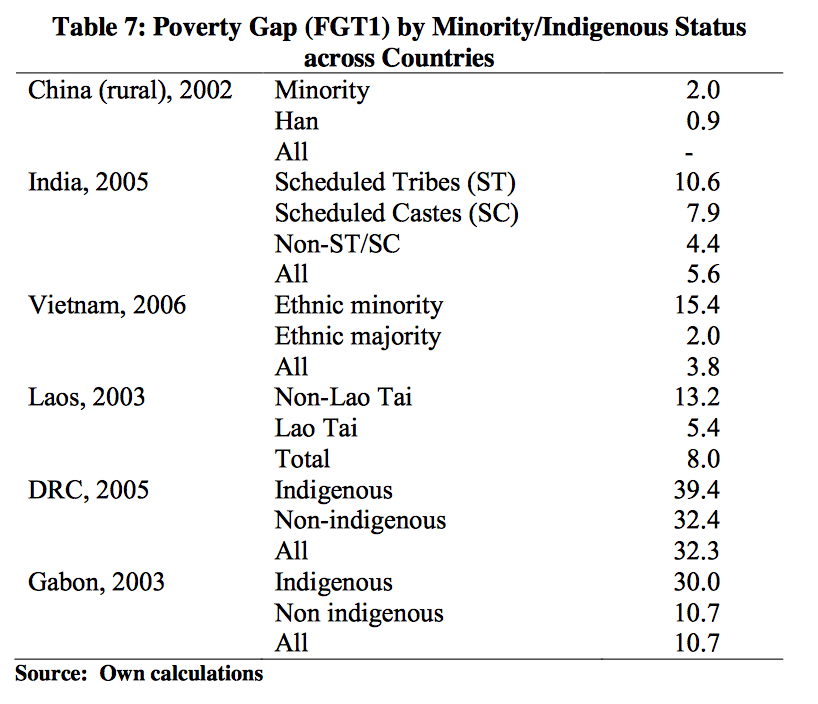 Table 7: Poverty Gap (FGT1) by Minority/Indigenous Status
across Countries
China (rural), 2002 Minority 2.0
Han 0.9
All -
India, 2005 Scheduled Tribes (ST) 10.6
Scheduled Castes (SC) 7.9
Non-ST/SC 4.4
All 5.6
Vietnam, 2006 Ethnic minority 15.4
Ethnic majority 2.0
All 3.8
Laos, 2003 Non-Lao Tai 13.2
Lao Tai 5.4
Total 8.0
DRC, 2005 Indigenous 39.4
Non-indigenous 32.4
All 32.3
Gabon, 2003 Indigenous 30.0
Non indigenous 10.7
All 10.7
Source: Own calculations